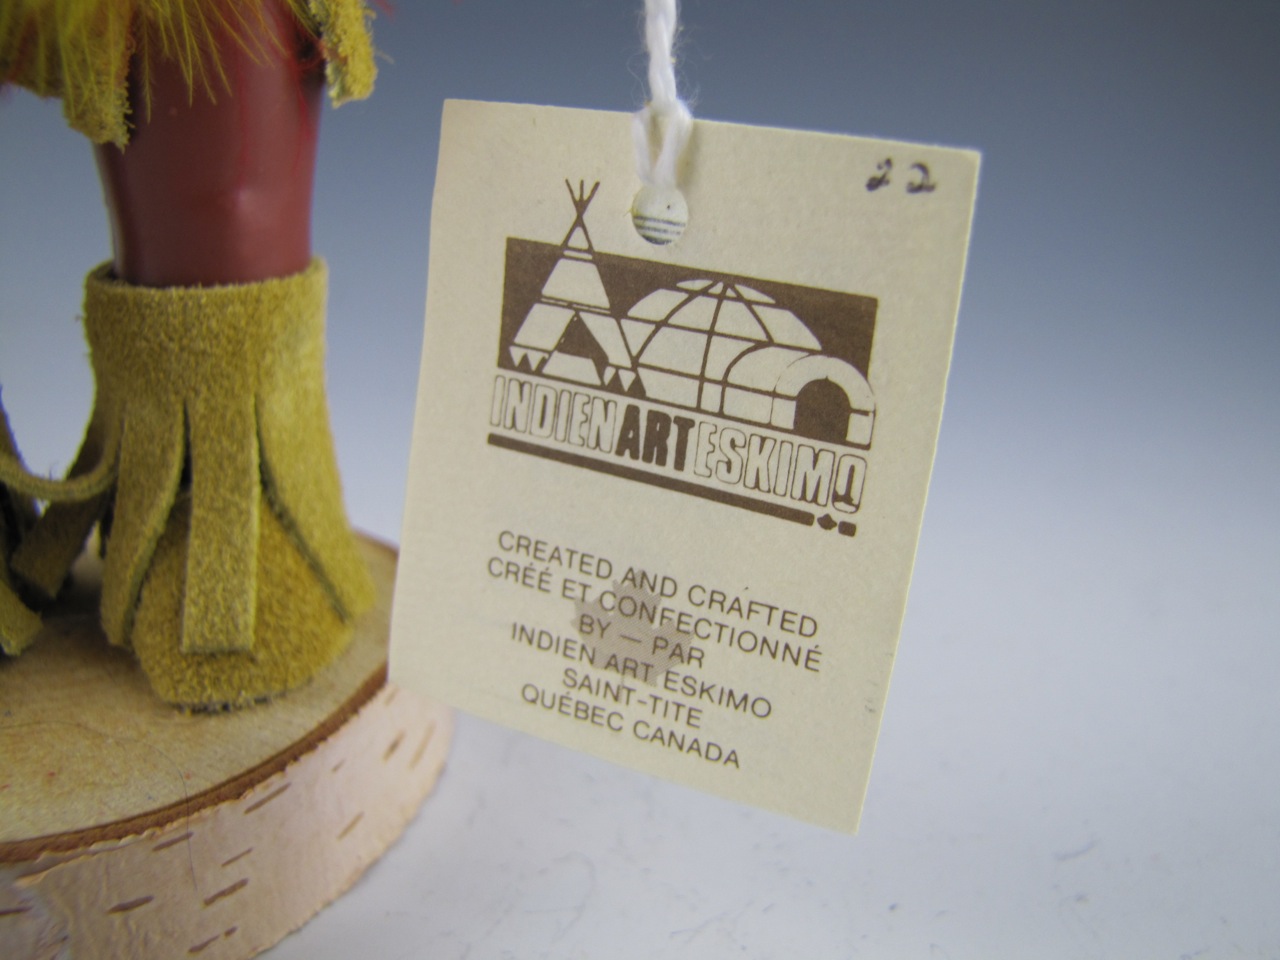 22
INDIENARTESKIMO
CREATED AND CRAFTED
CRÉÉ ET CONFECTIONNÉ
BY — PAR
INDIEN ART ESKIMO
SAINT-TITE
QUÉBEC CANADA